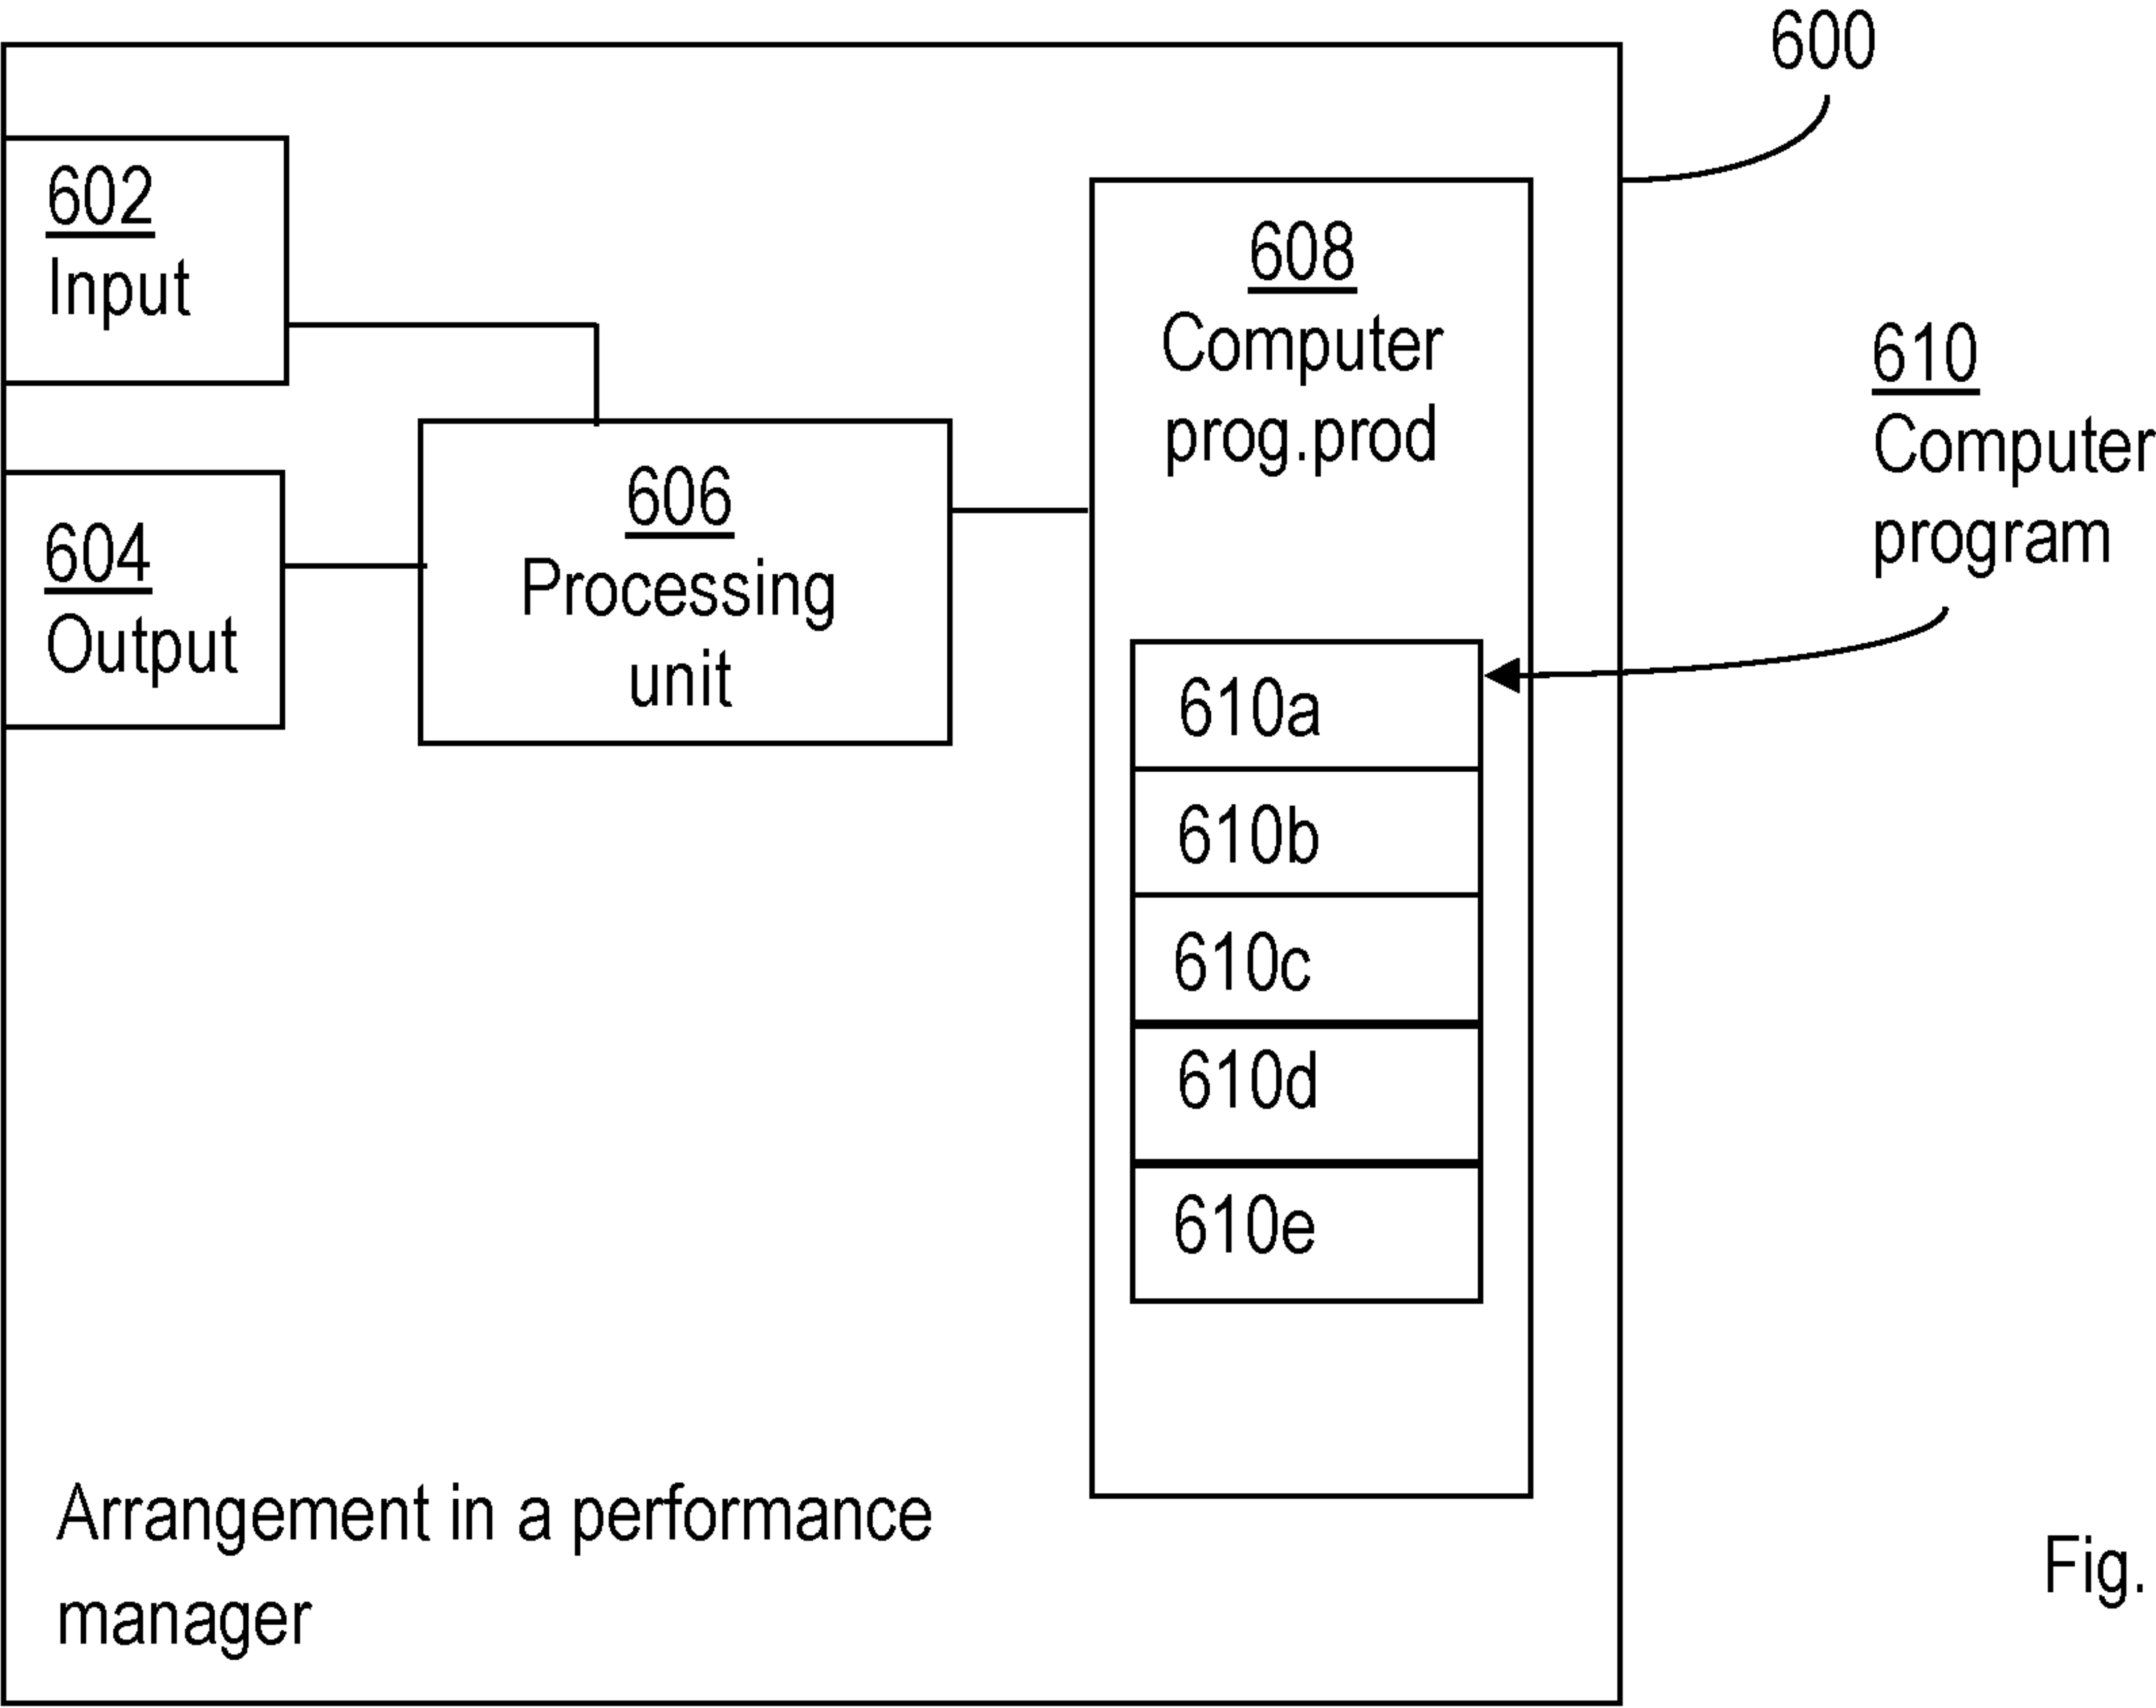 600
602
Input
604
Output
606
Processing
unit
608
Computer
prog.prod
610
Computer
program
610a
610b
610c
610d
610e
Arrangement in a performance
manager
Fig.